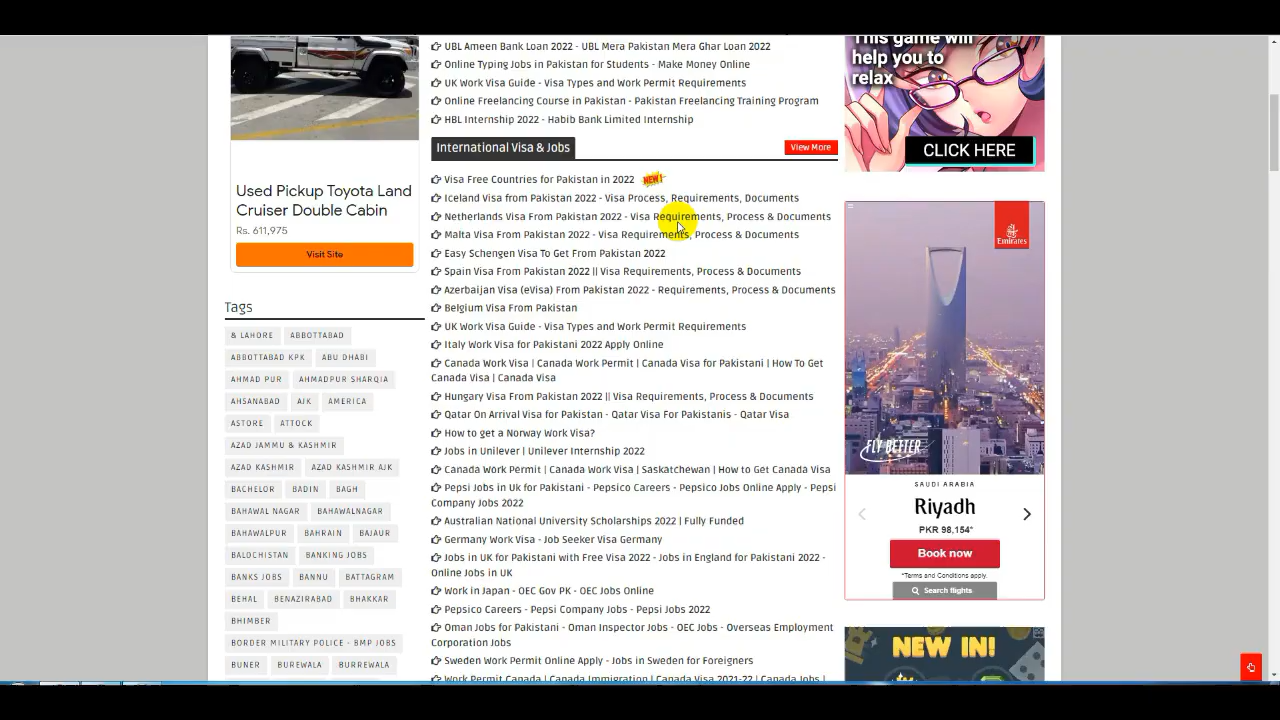 Used Pickup Toyota Land
Cruiser Double Cabin
Rs. 611,975
Visit Site
Tags
& LAHORE
ABBOTTABAD
ABBOTTABAD KPK
ABU DHABI
AHMAD PUR
AHMADPUR SHARQIA
AHSANABAD
AJK
AMERICA
ASTORE
ATTOCK
AZAD JAMMU & KASHMIR
AZAD KASHMIR
AZAD KASHMIR AJK
BACHELOR
BADIN
BAGH
BAHAWAL NAGAR
BAHAWALNAGAR
BAHAWALPUR
BAHRAIN
BAJAUR
BALOCHISTAN
BANKING JOBS
BANKS JOBS
BANNU
BATTAGRAM
BEHAL
BENAZIRABAD
BHAKKAR
BHIMBER
BORDER MILITARY POLICE - BMP JOBS
BUNER
BUREWALA
BURREWALA
UBL Ameen Bank Loan 2022 - UBL Mera Pakistan Mera Ghar Loan 2022
Online Typing Jobs in Pakistan for Students - Make Money Online
UK Work Visa Guide - Visa Types and Work Permit Requirements
Online Freelancing Course in Pakistan - Pakistan Freelancing Training Program
HBL Internship 2022 - Habib Bank Limited Internship
International Visa & Jobs
View More
Visa Free Countries for Pakistan in 2022 NEW!
Iceland Visa from Pakistan 2022 - Visa Process, Requirements, Documents
Netherlands Visa From Pakistan 2022 - Visa Requirements, Process & Documents
Malta Visa From Pakistan 2022 - Visa Requirements, Process & Documents
Easy Schengen Visa To Get From Pakistan 2022
Spain Visa From Pakistan 2022 || Visa Requirements, Process & Documents
Azerbaijan Visa (eVisa) From Pakistan 2022 - Requirements, Process & Documents
Belgium Visa From Pakistan
UK Work Visa Guide - Visa Types and Work Permit Requirements
Italy Work Visa for Pakistani 2022 Apply Online
Canada Work Visa | Canada Work Permit | Canada Visa for Pakistani | How To Get
Canada Visa | Canada Visa
Hungary Visa From Pakistan 2022 || Visa Requirements, Process & Documents
Qatar On Arrival Visa for Pakistan - Qatar Visa For Pakistanis - Qatar Visa
How to get a Norway Work Visa?
Jobs in Unilever | Unilever Internship 2022
Canada Work Permit | Canada Work Visa | Saskatchewan | How to Get Canada Visa
Pepsi Jobs in Uk for Pakistani - Pepsico Careers - Pepsico Jobs Online Apply - Pepsi
Company Jobs 2022
Australian National University Scholarships 2022 | Fully Funded
Germany Work Visa - Job Seeker Visa Germany
Jobs in UK for Pakistani with Free Visa 2022 - Jobs in England for Pakistani 2022 -
Online Jobs in UK
Work in Japan - OEC Gov PK - OEC Jobs Online
Pepsico Careers - Pepsi Company Jobs - Pepsi Jobs 2022
Oman Jobs for Pakistani - Oman Inspector Jobs - OEC Jobs - Overseas Employment
Corporation Jobs
Sweden Work Permit Online Apply - Jobs in Sweden for Foreigners
Work Permit Canada | Canada Immigration | Canada Visa 2021-22 | Canada Jobs |
This game will
help you to
relax
CLICK HERE
Emirates
FLY BETTER
SAUDI ARABIA
Riyadh
PKR 98,154*
Book now
*Terms and Conditions apply.
Search flights
NEW IN!